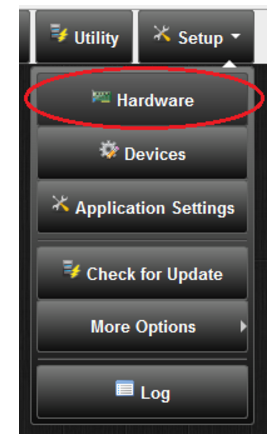 Utility
Setup
Hardware
Devices
Application Settings
Check for Update
More Options
Log